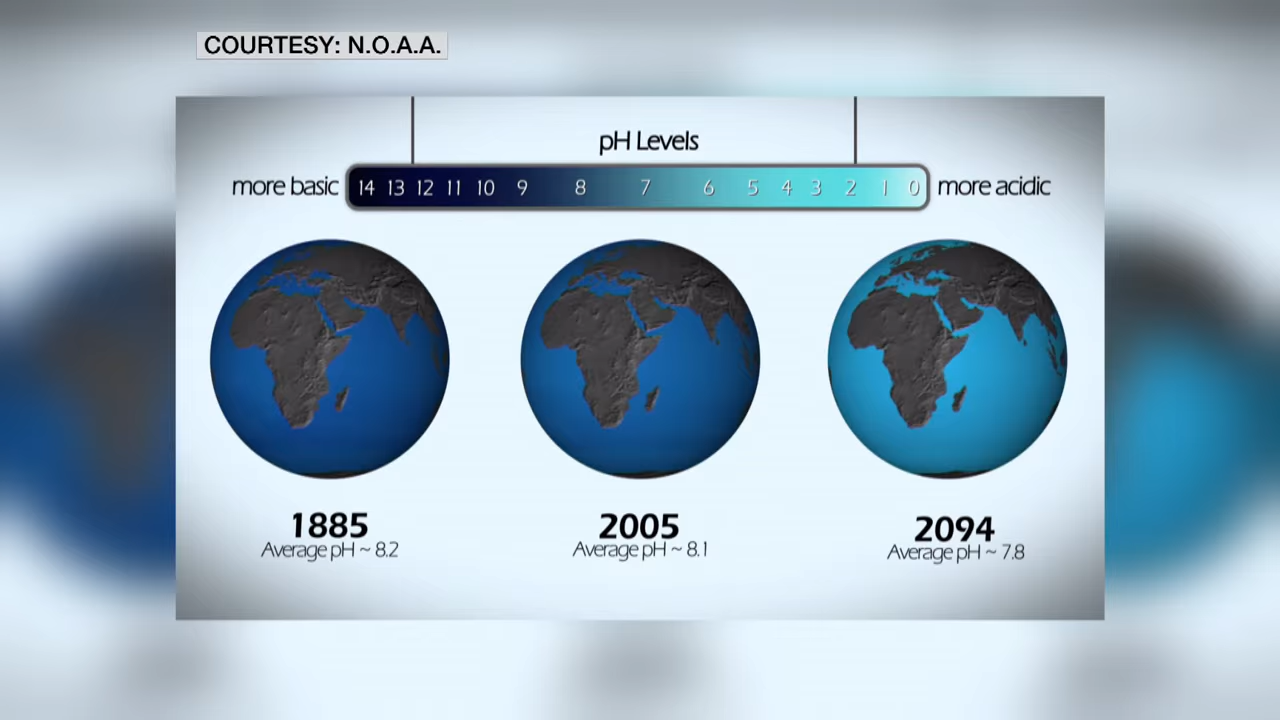 COURTESY: N.O.A.A.
pH Levels
more basic 14 13 12 11 10 9 8 7 6 5 4 3 2 1 0 more acidic
1885 2005 2094
Average pH ~ 8.2 Average pH ~ 8.1 Average pH ~ 7.8